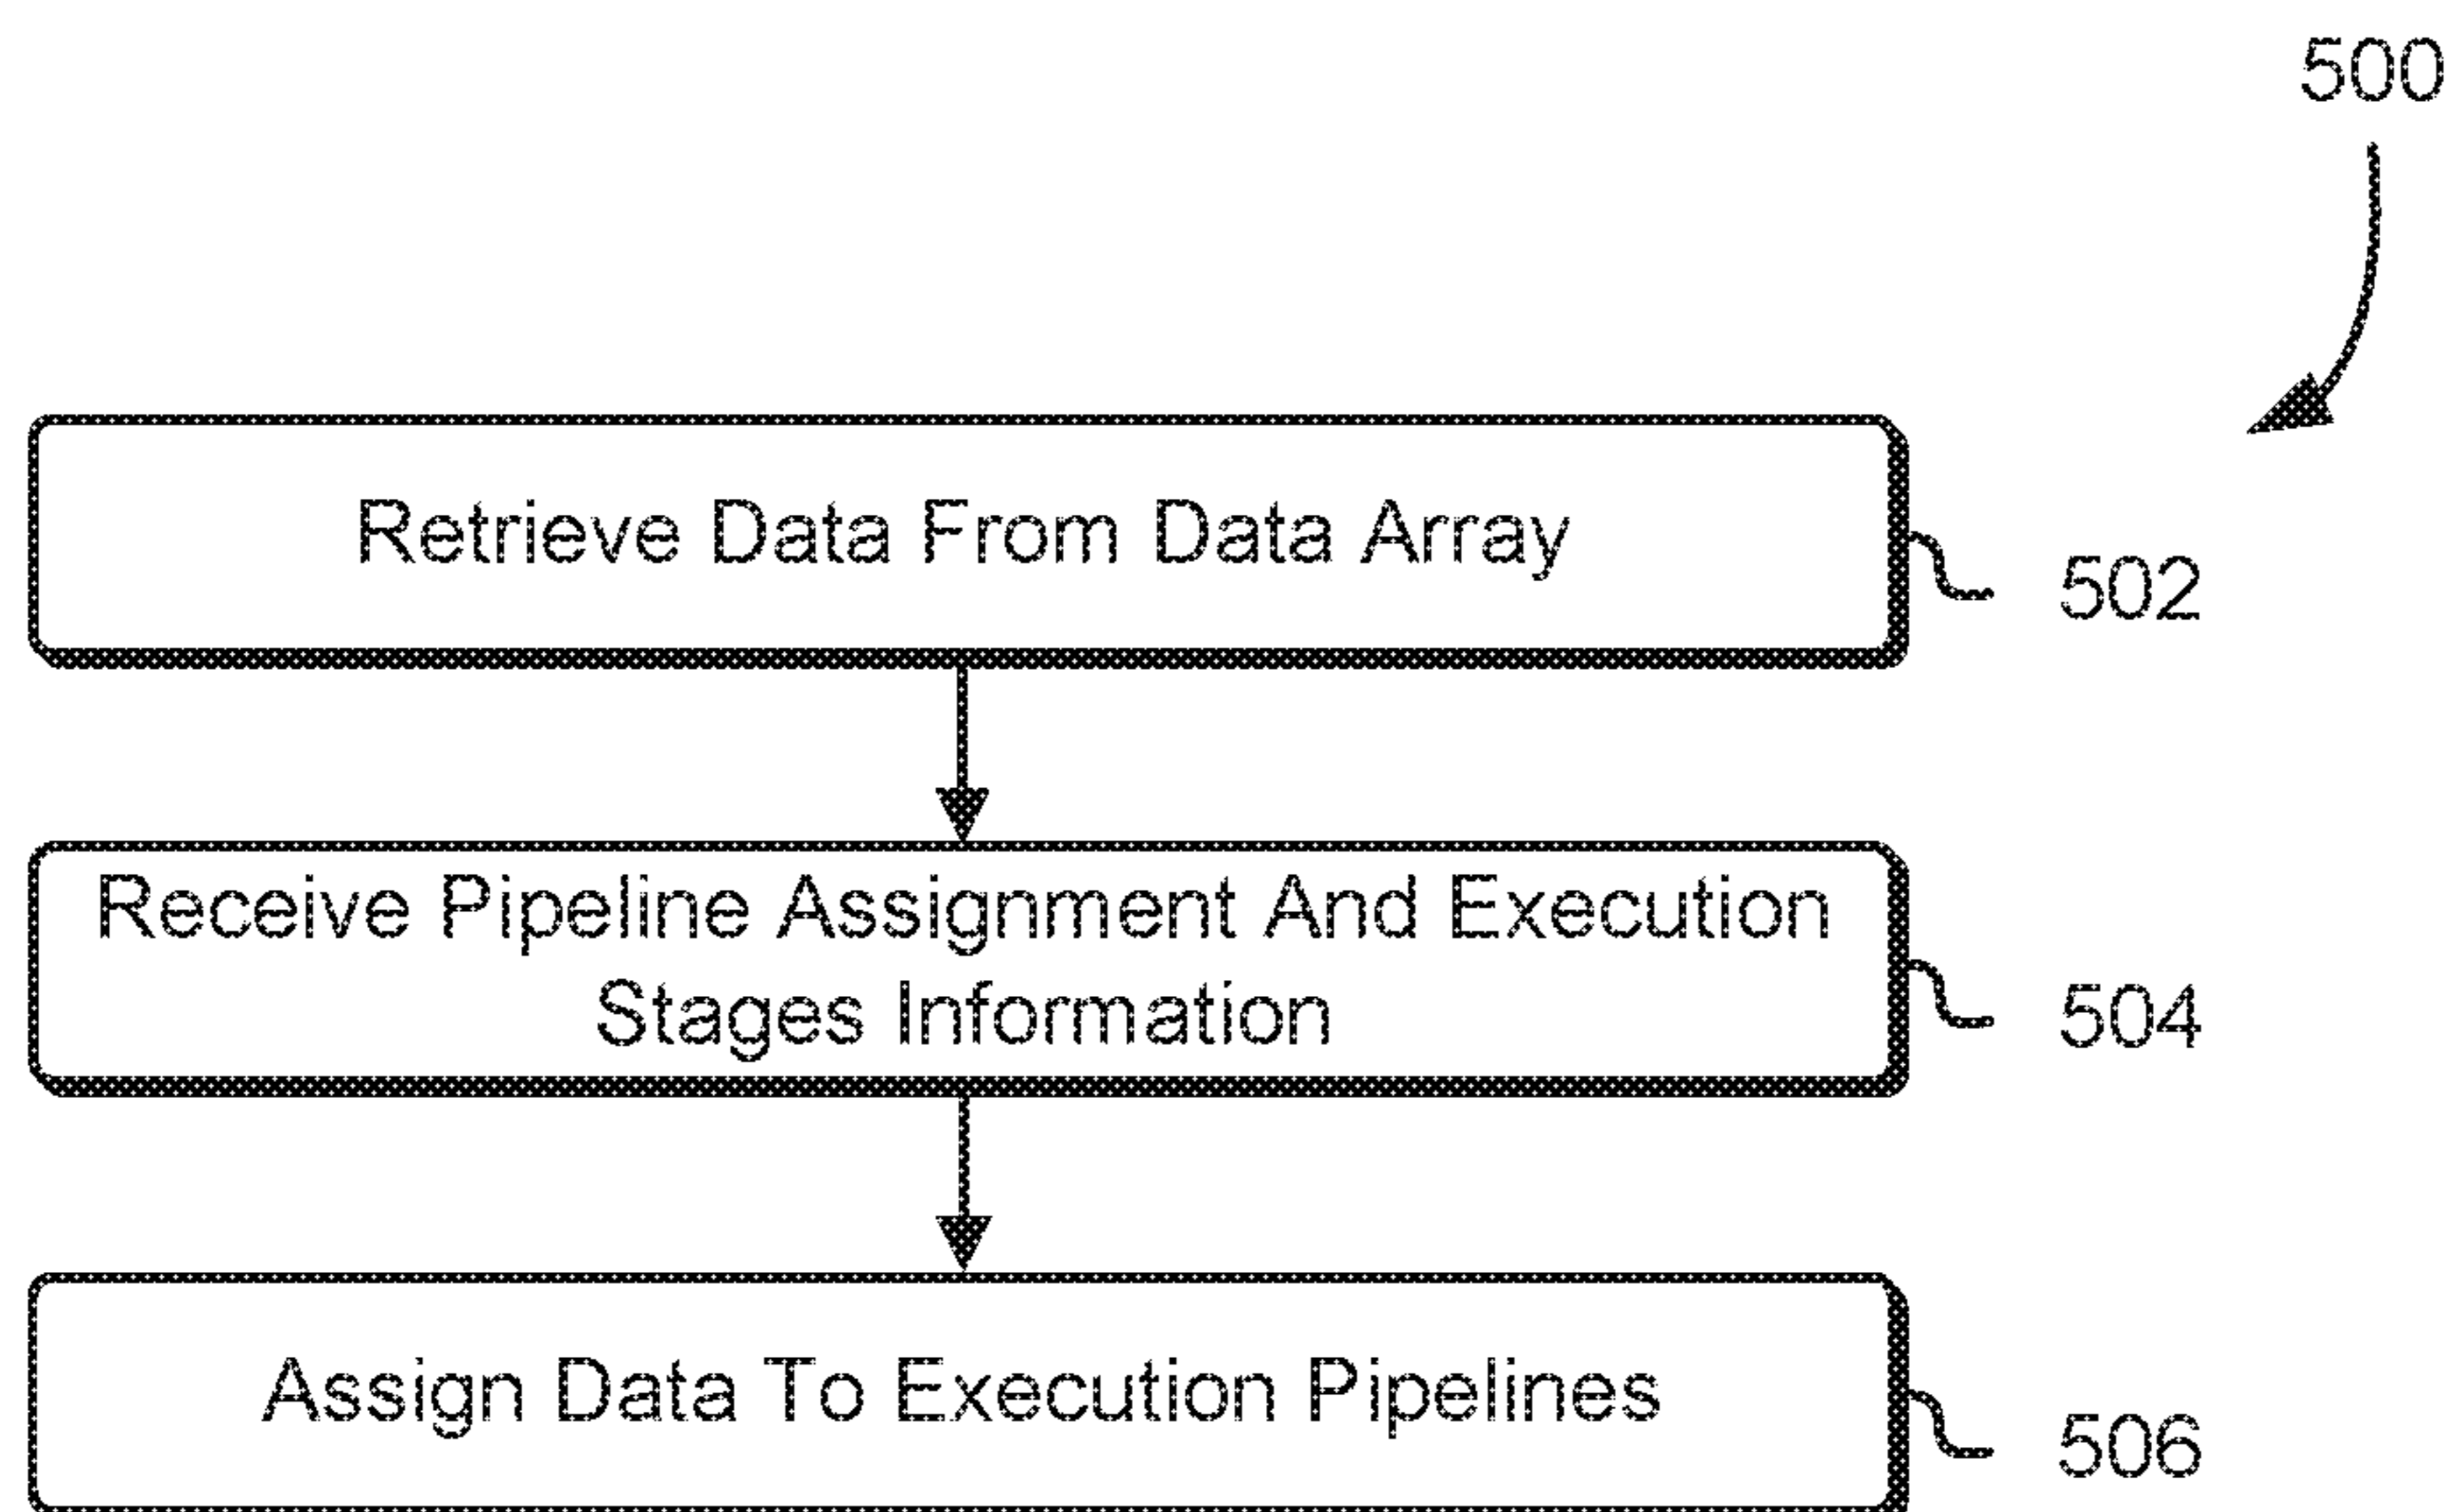 500
Retrieve Data From Data Array
502
Receive Pipeline Assignment And Execution
Stages Information
504
Assign Data To Execution Pipelines
506